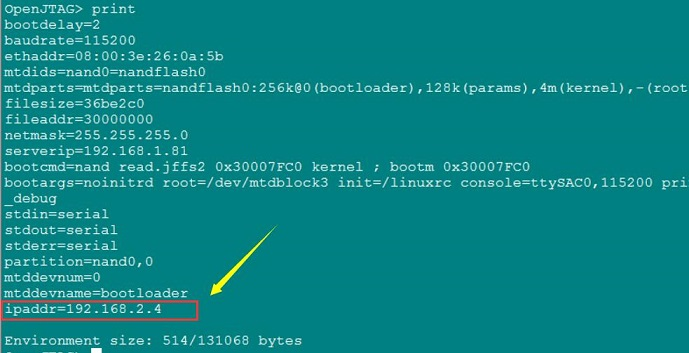 OpenJTAG> print
bootdelay=2
baudrate=115200
ethaddr=08:00:3e:26:0a:5b
mtdids=nand0=nandflash0
mtdparts=mtdparts=nandflash0:256k@0(bootloader),128k(params),4m(kernel),-(root
filesize=36be2c0
fileaddr=30000000
netmask=255.255.255.0
serverip=192.168.1.81
bootcmd=nand read.jffs2 0x30007FC0 kernel ; bootm 0x30007FC0
bootargs=noinitrd root=/dev/mtdblock3 init=/linuxrc console=ttySAC0,115200 pri
_debug
stdin=serial
stdout=serial
stderr=serial
partition=nand0,0
mtddevnum=0
mtddevname=bootloader
ipaddr=192.168.2.4
Environment size: 514/131068 bytes
OpenJTAG>